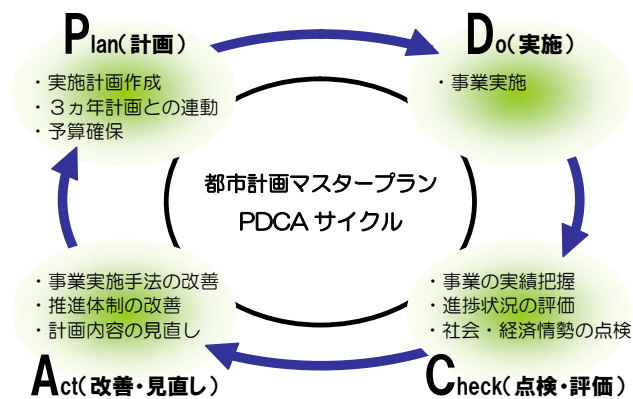 Plan(計画)
・実施計画作成
・３ヵ年計画との連動
・予算確保
Do(実施)
・事業実施
都市計画マスタープラン
PDCA サイクル
・事業の実績把握
・進捗状況の評価
・社会・経済情勢の点検
Check(点検・評価)
・事業実施手法の改善
・推進体制の改善
・計画内容の見直し
Act(改善・見直し)